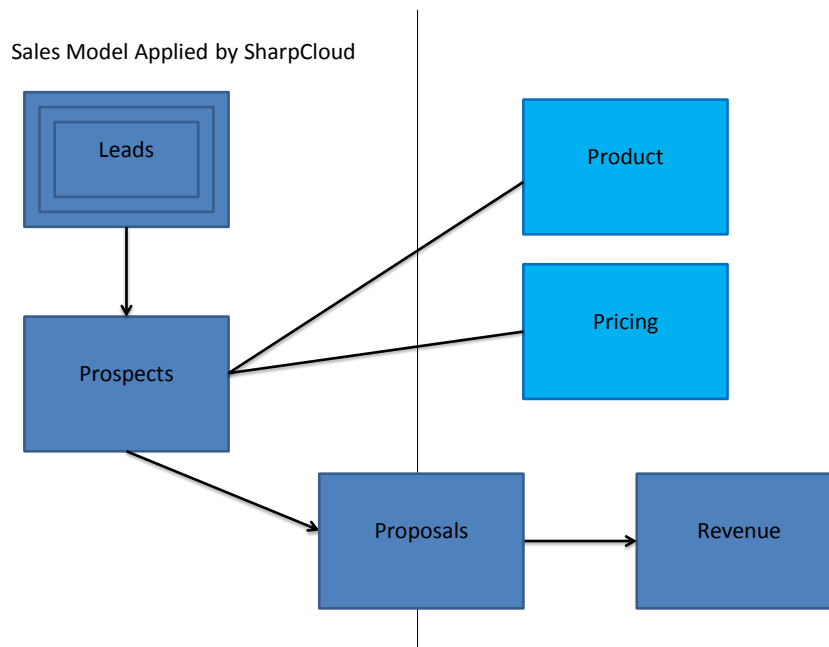 Sales Model Applied by SharpCloud
Leads
Product
Pricing
Prospects
Proposals
Revenue